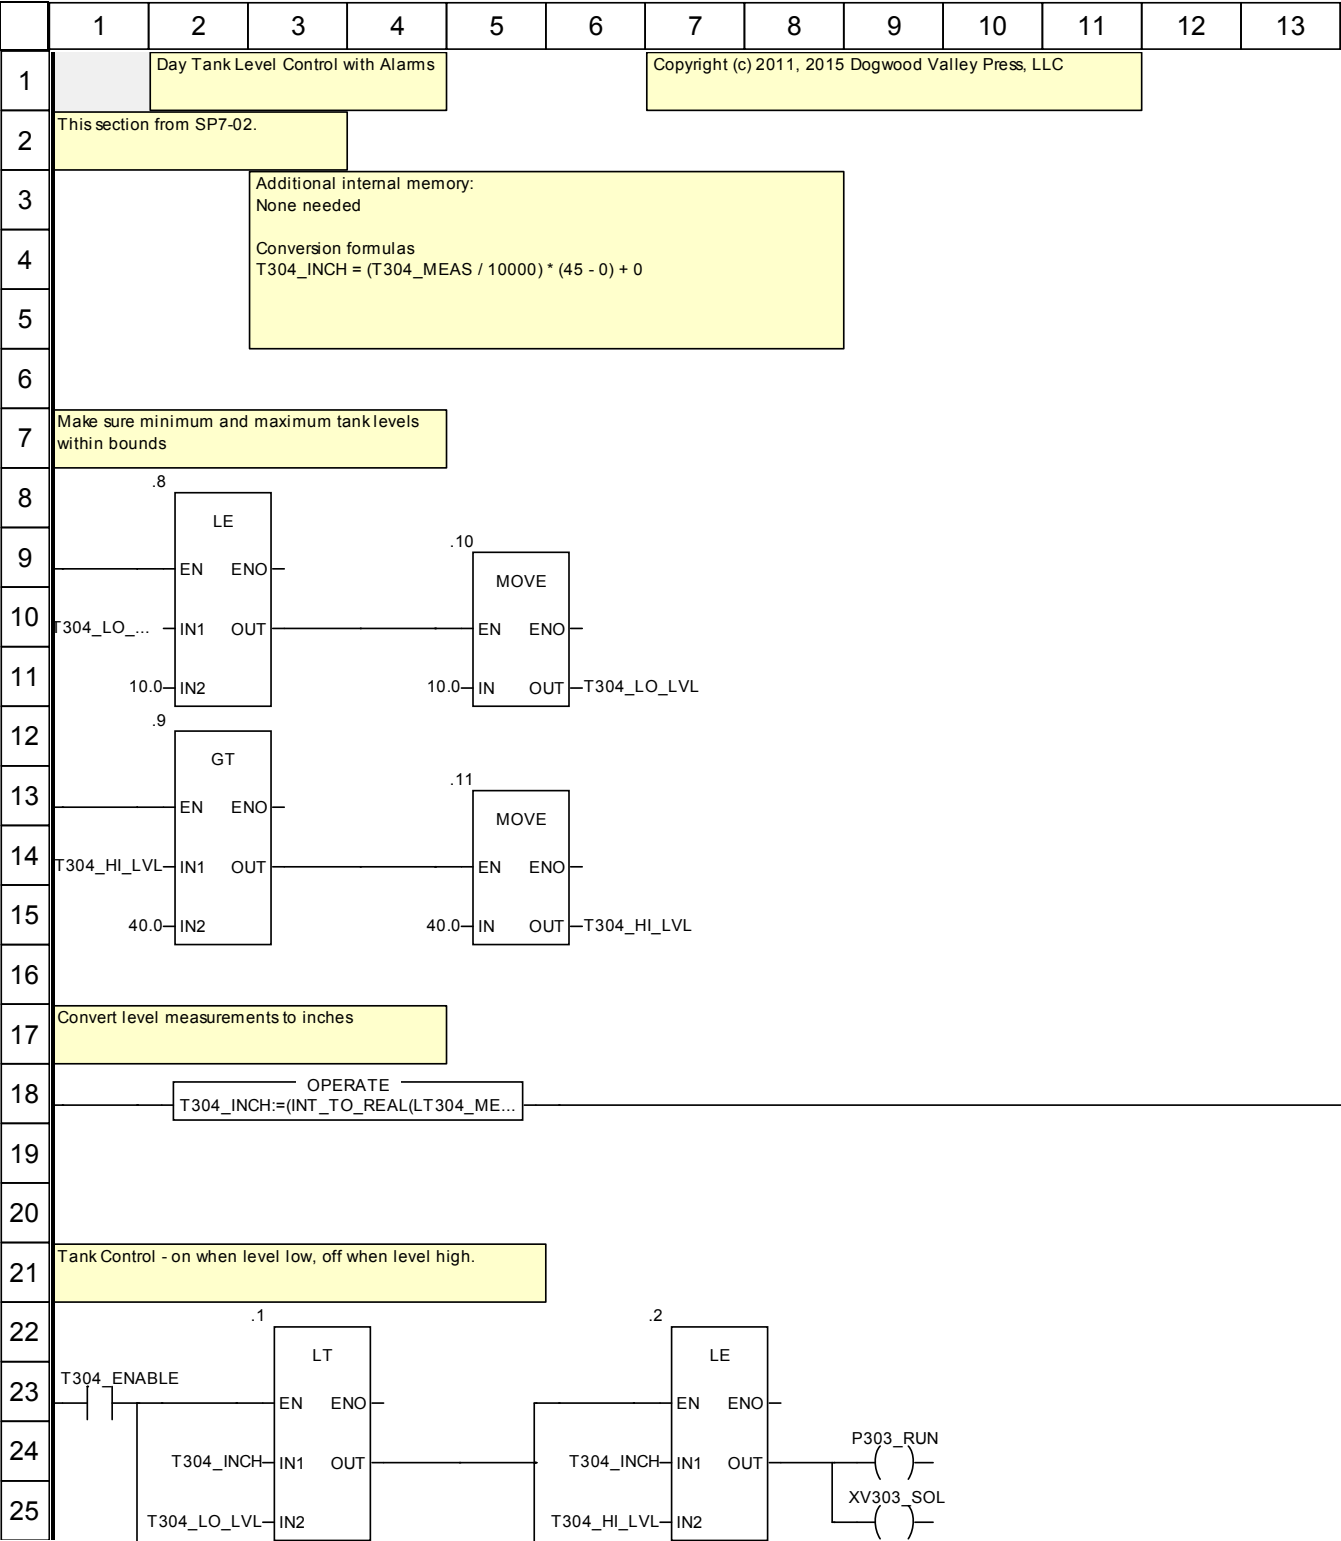 1 2 3 4 5 6 7 8 9 10 11 12 13
1 Day Tank Level Control with Alarms Copyright (c) 2011, 2015 Dogwood Valley Press, LLC
2 This section from SP7-02.
3 Additional internal memory:
None needed
4 Conversion formulas
T304_INCH = (T304_MEAS / 10000) * (45 - 0) + 0
5
6
7 Make sure minimum and maximum tank levels
within bounds
.8
8 LE
.10
9 EN ENO MOVE
10 T304_LO_... IN1 OUT EN ENO
11 10.0 IN2 10.0 IN OUT T304_LO_LVL
12 .9
GT
.11
13 EN ENO MOVE
14 T304_HI_LVL IN1 OUT EN ENO
15 40.0 IN2 40.0 IN OUT T304_HI_LVL
16
17 Convert level measurements to inches
18 OPERATE
T304_INCH:=(INT_TO_REAL(LT304_ME...
19
20
21 Tank Control - on when level low, off when level high.
.1 .2
22 LT LE
T304_ENABLE
23 EN ENO EN ENO
P303_RUN
24 T304_INCH IN1 OUT T304_INCH IN1 OUT
XV303_SOL
25 T304_LO_LVL IN2 T304_HI_LVL IN2